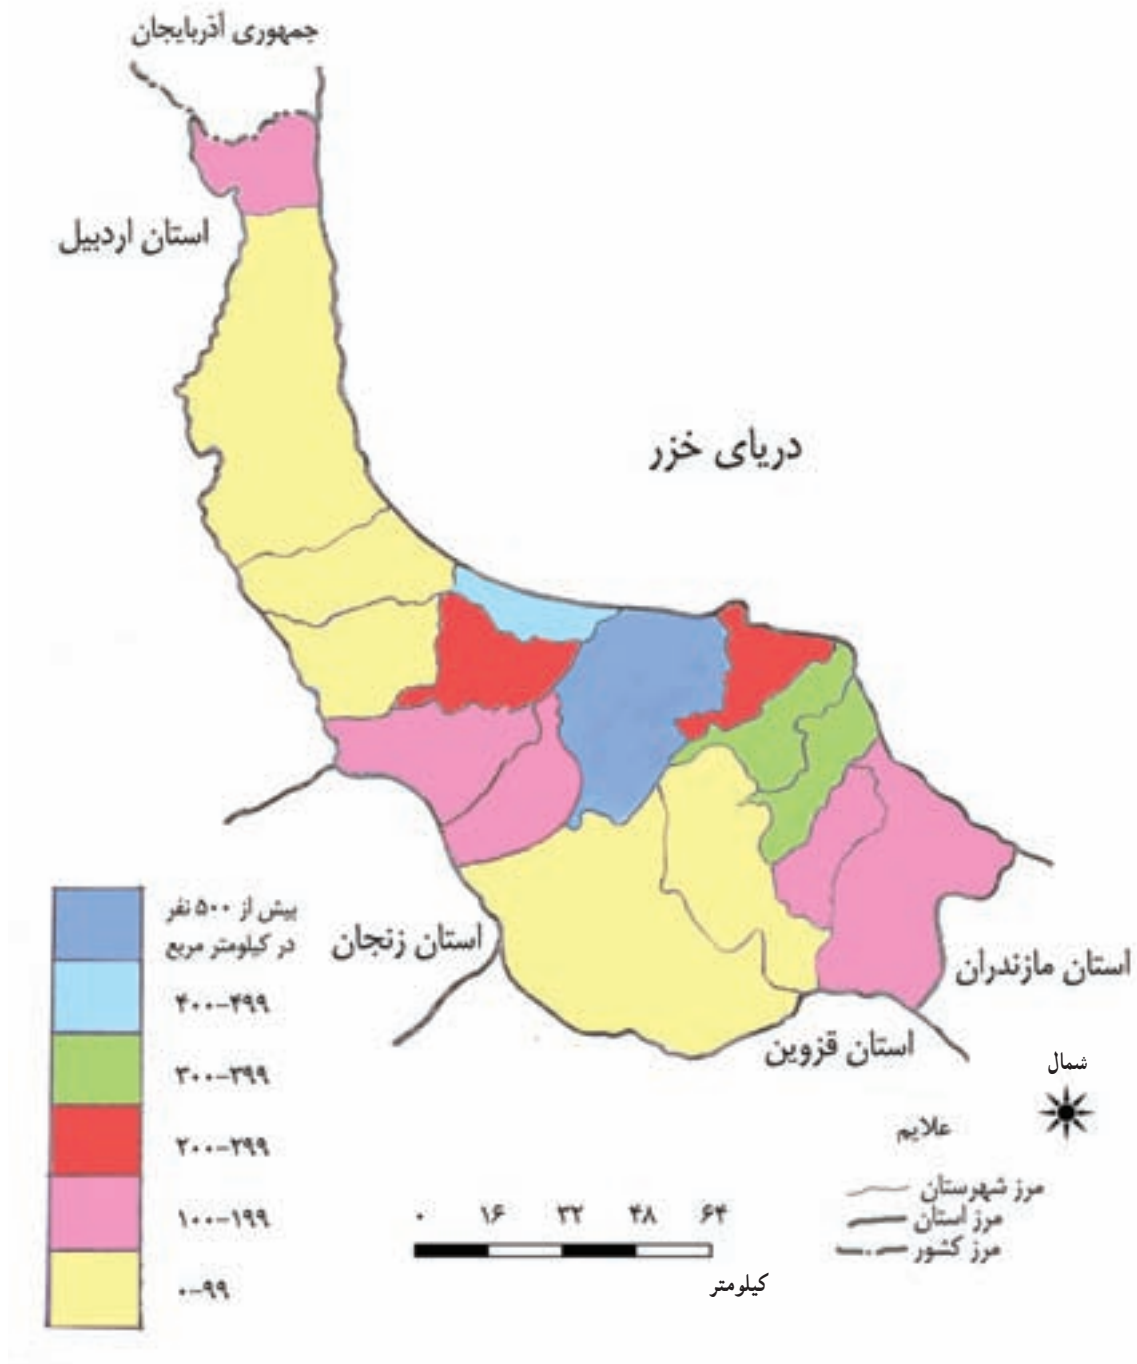 جمهوری آذربایجان
استان اردبیل
دریای خزر
استان زنجان
استان مازندران
استان قزوین
بیش از ۵۰۰ نفر
در کیلومتر مربع
۴۰۰-۴۹۹
۳۰۰-۳۹۹
۲۰۰-۲۹۹
۱۰۰-۱۹۹
۰-۹۹
شمال
علایم
مرز شهرستان
مرز استان
مرز کشور
۰ ۱۶ ۳۲ ۴۸ ۶۴
کیلومتر